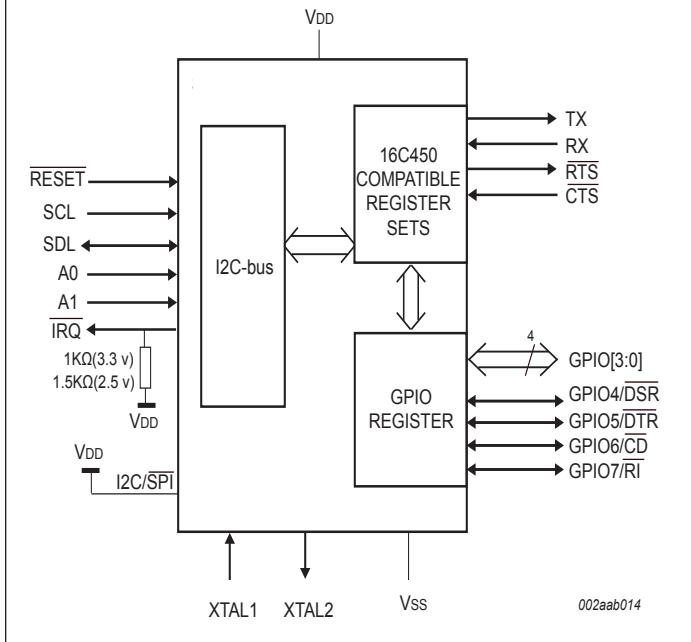 VDD
RESET
SCL
SDL
A0
A1
IRQ
1KΩ(3.3 v)
1.5KΩ(2.5 v)
VDD
VDD
I2C/SPI
I2C-bus
16C450
COMPATIBLE
REGISTER
SETS
GPIO
REGISTER
TX
RX
RTS
CTS
4
GPIO[3:0]
GPIO4/DSR
GPIO5/DTR
GPIO6/CD
GPIO7/RI
XTAL1
XTAL2
VSS
002aab014